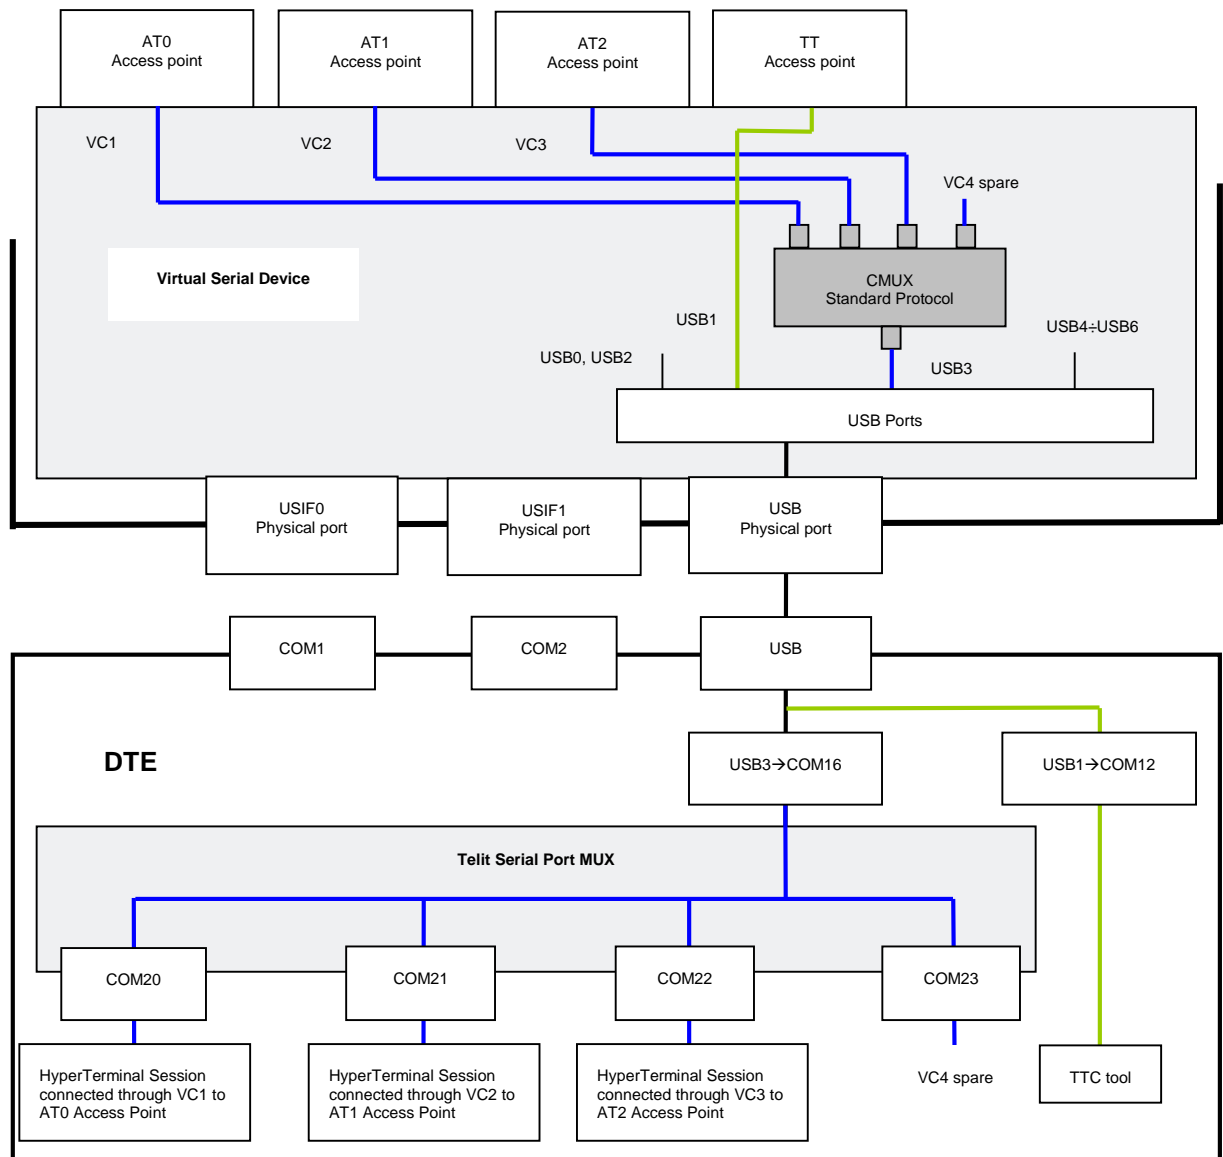 AT0
Access point
AT1
Access point
AT2
Access point
TT
Access point
VC1
VC2
VC3
VC4 spare
Virtual Serial Device
CMUX
Standard Protocol
USB1
USB4÷USB6
USB0, USB2
USB3
USB Ports
USIF0
Physical port
USIF1
Physical port
USB
Physical port
COM1
COM2
USB
DTE
USB3→COM16
USB1→COM12
Telit Serial Port MUX
COM20
COM21
COM22
COM23
HyperTerminal Session
connected through VC1 to
AT0 Access Point
HyperTerminal Session
connected through VC2 to
AT1 Access Point
HyperTerminal Session
connected through VC3 to
AT2 Access Point
VC4 spare
TTC tool